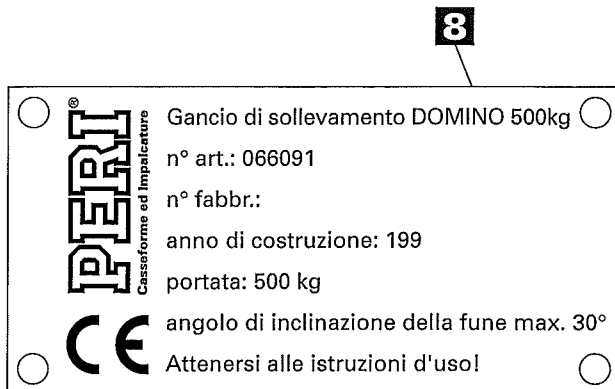 8
PERI®
Casseforme ed Impalcature
Gancio di sollevamento DOMINO 500kg
n° art.: 066091
n° fabbr.:
anno di costruzione: 199
portata: 500 kg
angolo di inclinazione della fune max. 30°
CE
Attenersi alle istruzioni d'uso!